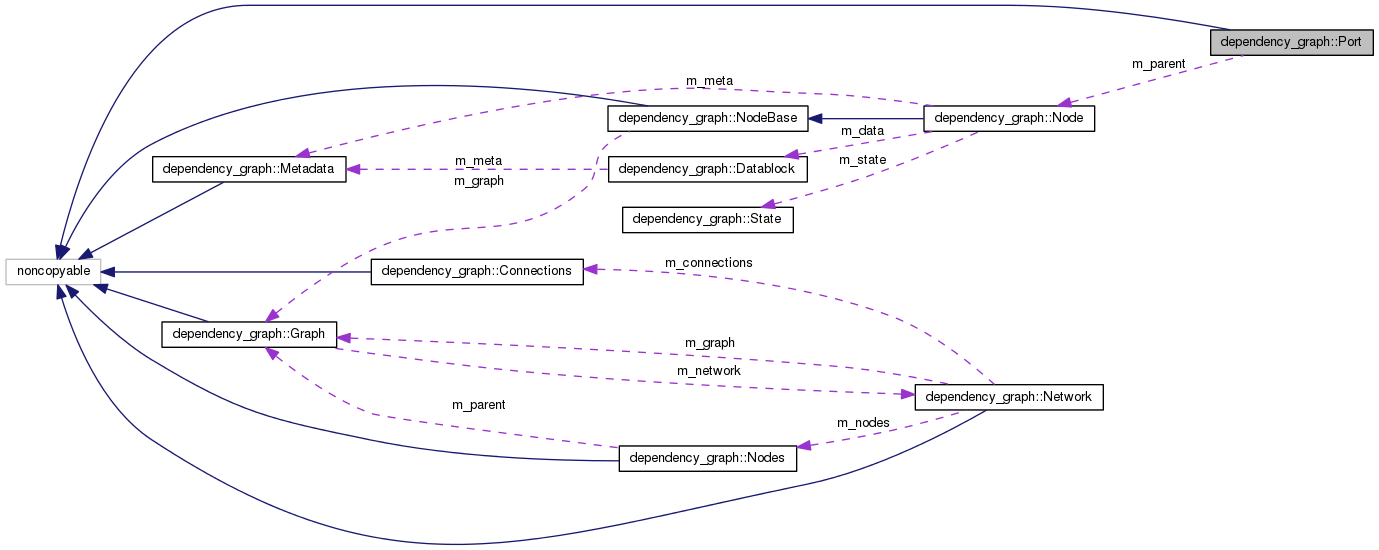 dependency_graph::Port
m_parent
m_meta
dependency_graph::NodeBase
dependency_graph::Node
m_data
m_meta
dependency_graph::Metadata
dependency_graph::Datablock
m_state
m_graph
dependency_graph::State
m_connections
noncopyable
dependency_graph::Connections
dependency_graph::Graph
m_graph
m_network
dependency_graph::Network
m_parent
m_nodes
dependency_graph::Nodes